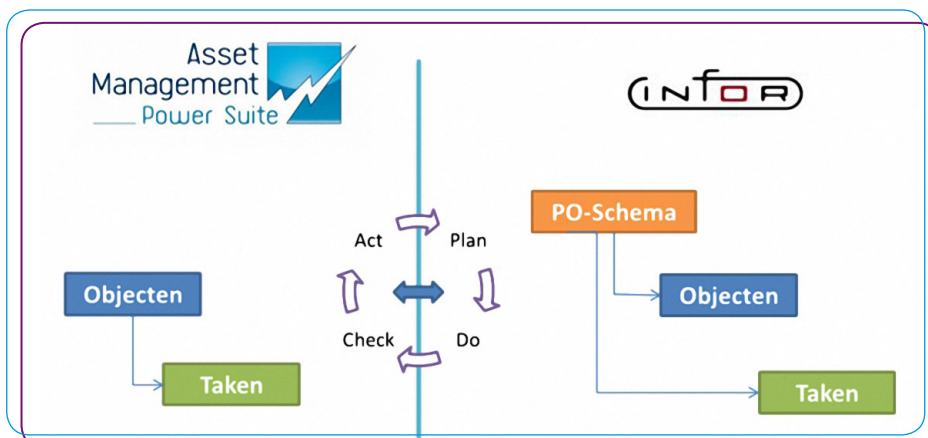 Asset
Management
Power Suite
infor
PO-Schema
Act
Plan
Objecten
Objecten
Check
Do
Taken
Taken